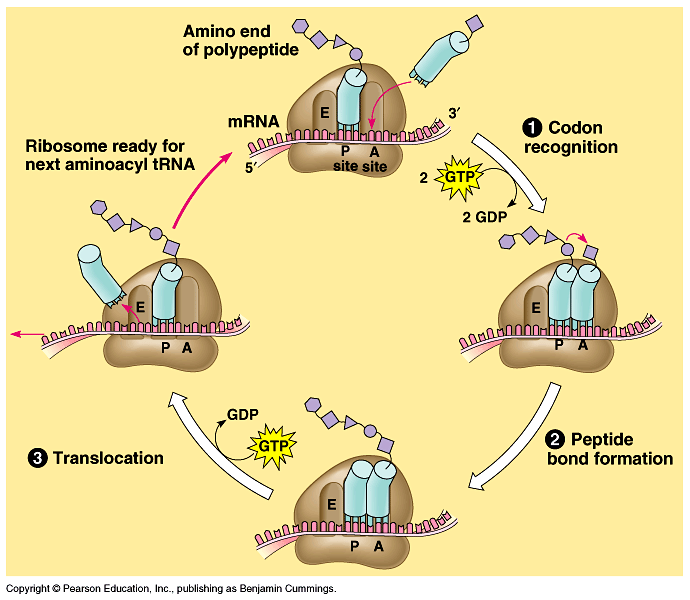 Amino end
of polypeptide
E
mRNA
3′
5′
P A
site site
1 Codon
recognition
2 GTP
2 GDP
E
P A
2 Peptide
bond formation
E
P A
GDP
GTP
3 Translocation
E
P A
Ribosome ready for
next aminoacyl tRNA
Copyright © Pearson Education, Inc., publishing as Benjamin Cummings.